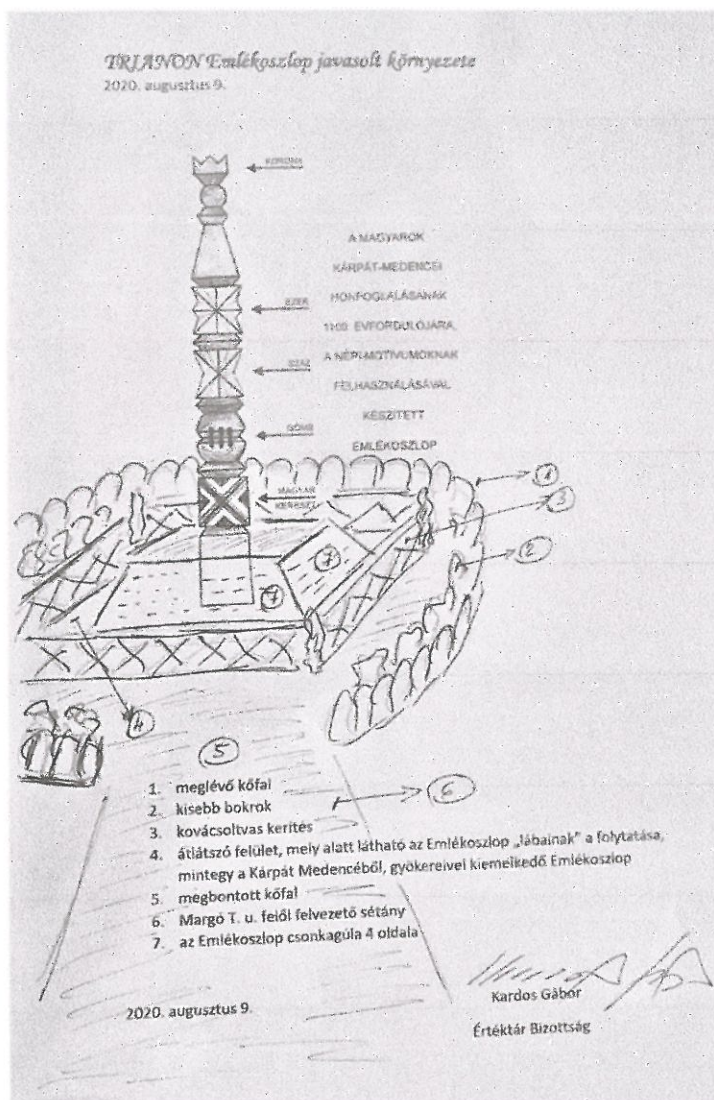 TRIANON Emlékoszlop javasolt környezete
2020. augusztus 9.
KORONA
A MAGYAROK
KÁRPÁT-MEDENCEI
EZER
HONFOGLALÁSÁNAK
1100 ÉVFORDULÓJÁRA,
SZÁZ
A NÉPI MOTÍVUMOKNAK
FELHASZNÁLÁSÁVAL
KÉSZÍTETT
GÖMB
EMLÉKOSZLOP
MAGYAR
KERESZT
1
3
2
7
7
4
5
6
1. meglévő kőfal
2. kisebb bokrok
3. kovácsoltvas kerítés
4. átlátszó felület, mely alatt látható az Emlékoszlop „lábainak” a folytatása,
mintegy a Kárpát Medencéből, gyökereivel kiemelkedő Emlékoszlop
5. megbontott kőfal
6. Margó T. u. felől felvezető sétány
7. az Emlékoszlop csonkagúla 4 oldala
2020. augusztus 9.
Kardos Gábor
Értéktár Bizottság